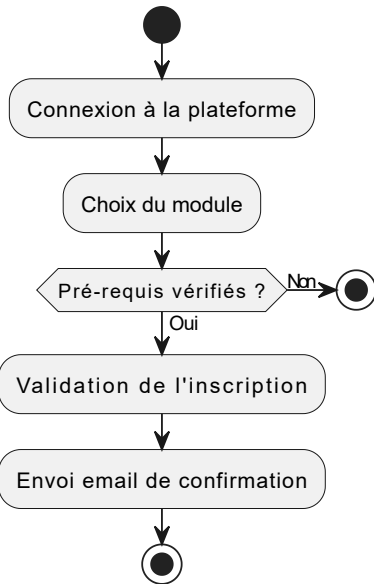 Connexion à la plateforme
Choix du module
Pré-requis vérifiés ?
Non
Oui
Validation de l'inscription
Envoi email de confirmation